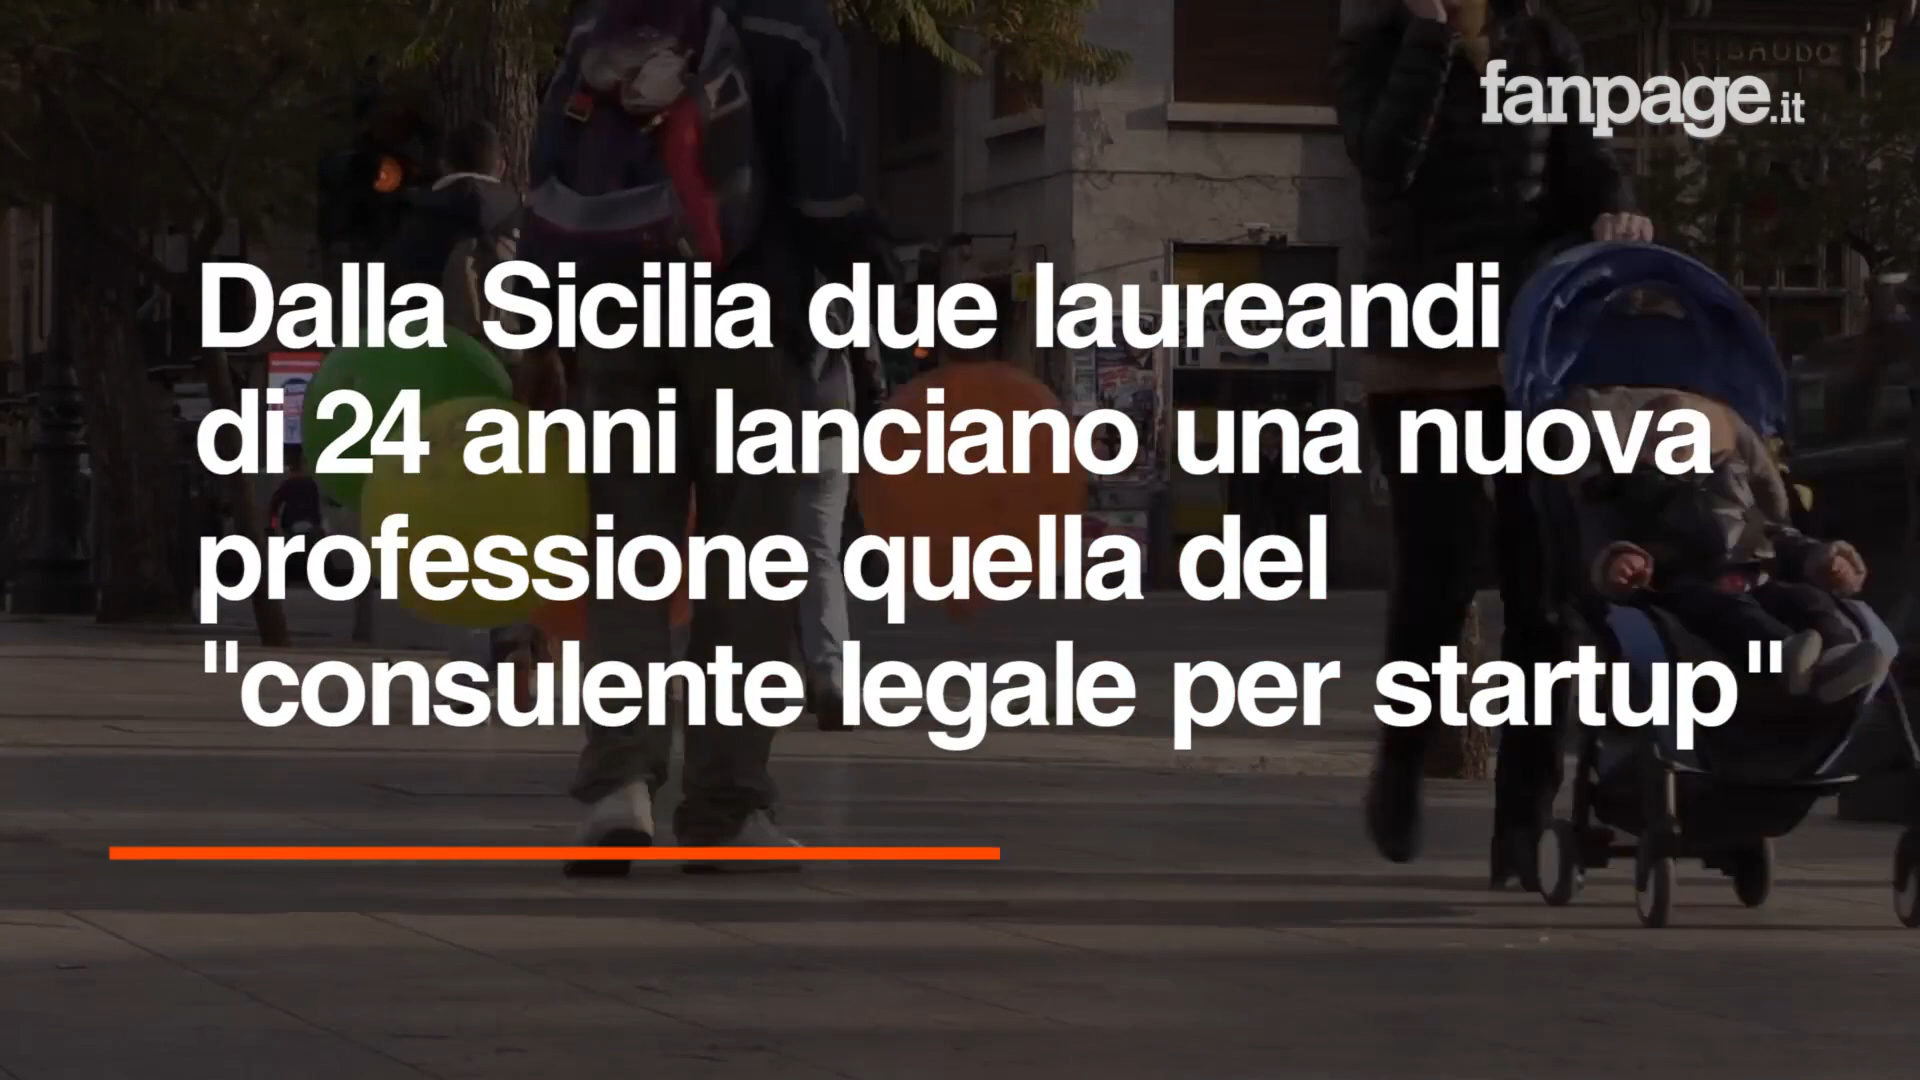 fanpage.it
RIBAUDO
Dalla Sicilia due laureandi
di 24 anni lanciano una nuova
professione quella del
"consulente legale per startup"